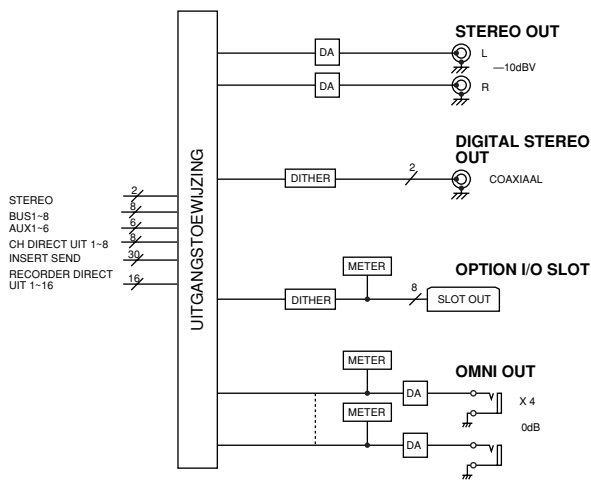 STEREO OUT
DA
L
—10dBV
DA
R
DIGITAL STEREO
OUT
DITHER
2
COAXIAAL
UITGANGSTOEWIJZING
STEREO
2
BUS1~8
8
AUX1~6
6
CH DIRECT UIT 1~8
8
INSERT SEND
30
RECORDER DIRECT
UIT 1~16
16
METER
OPTION I/O SLOT
DITHER
8
SLOT OUT
METER
OMNI OUT
DA
X 4
METER
0dB
DA